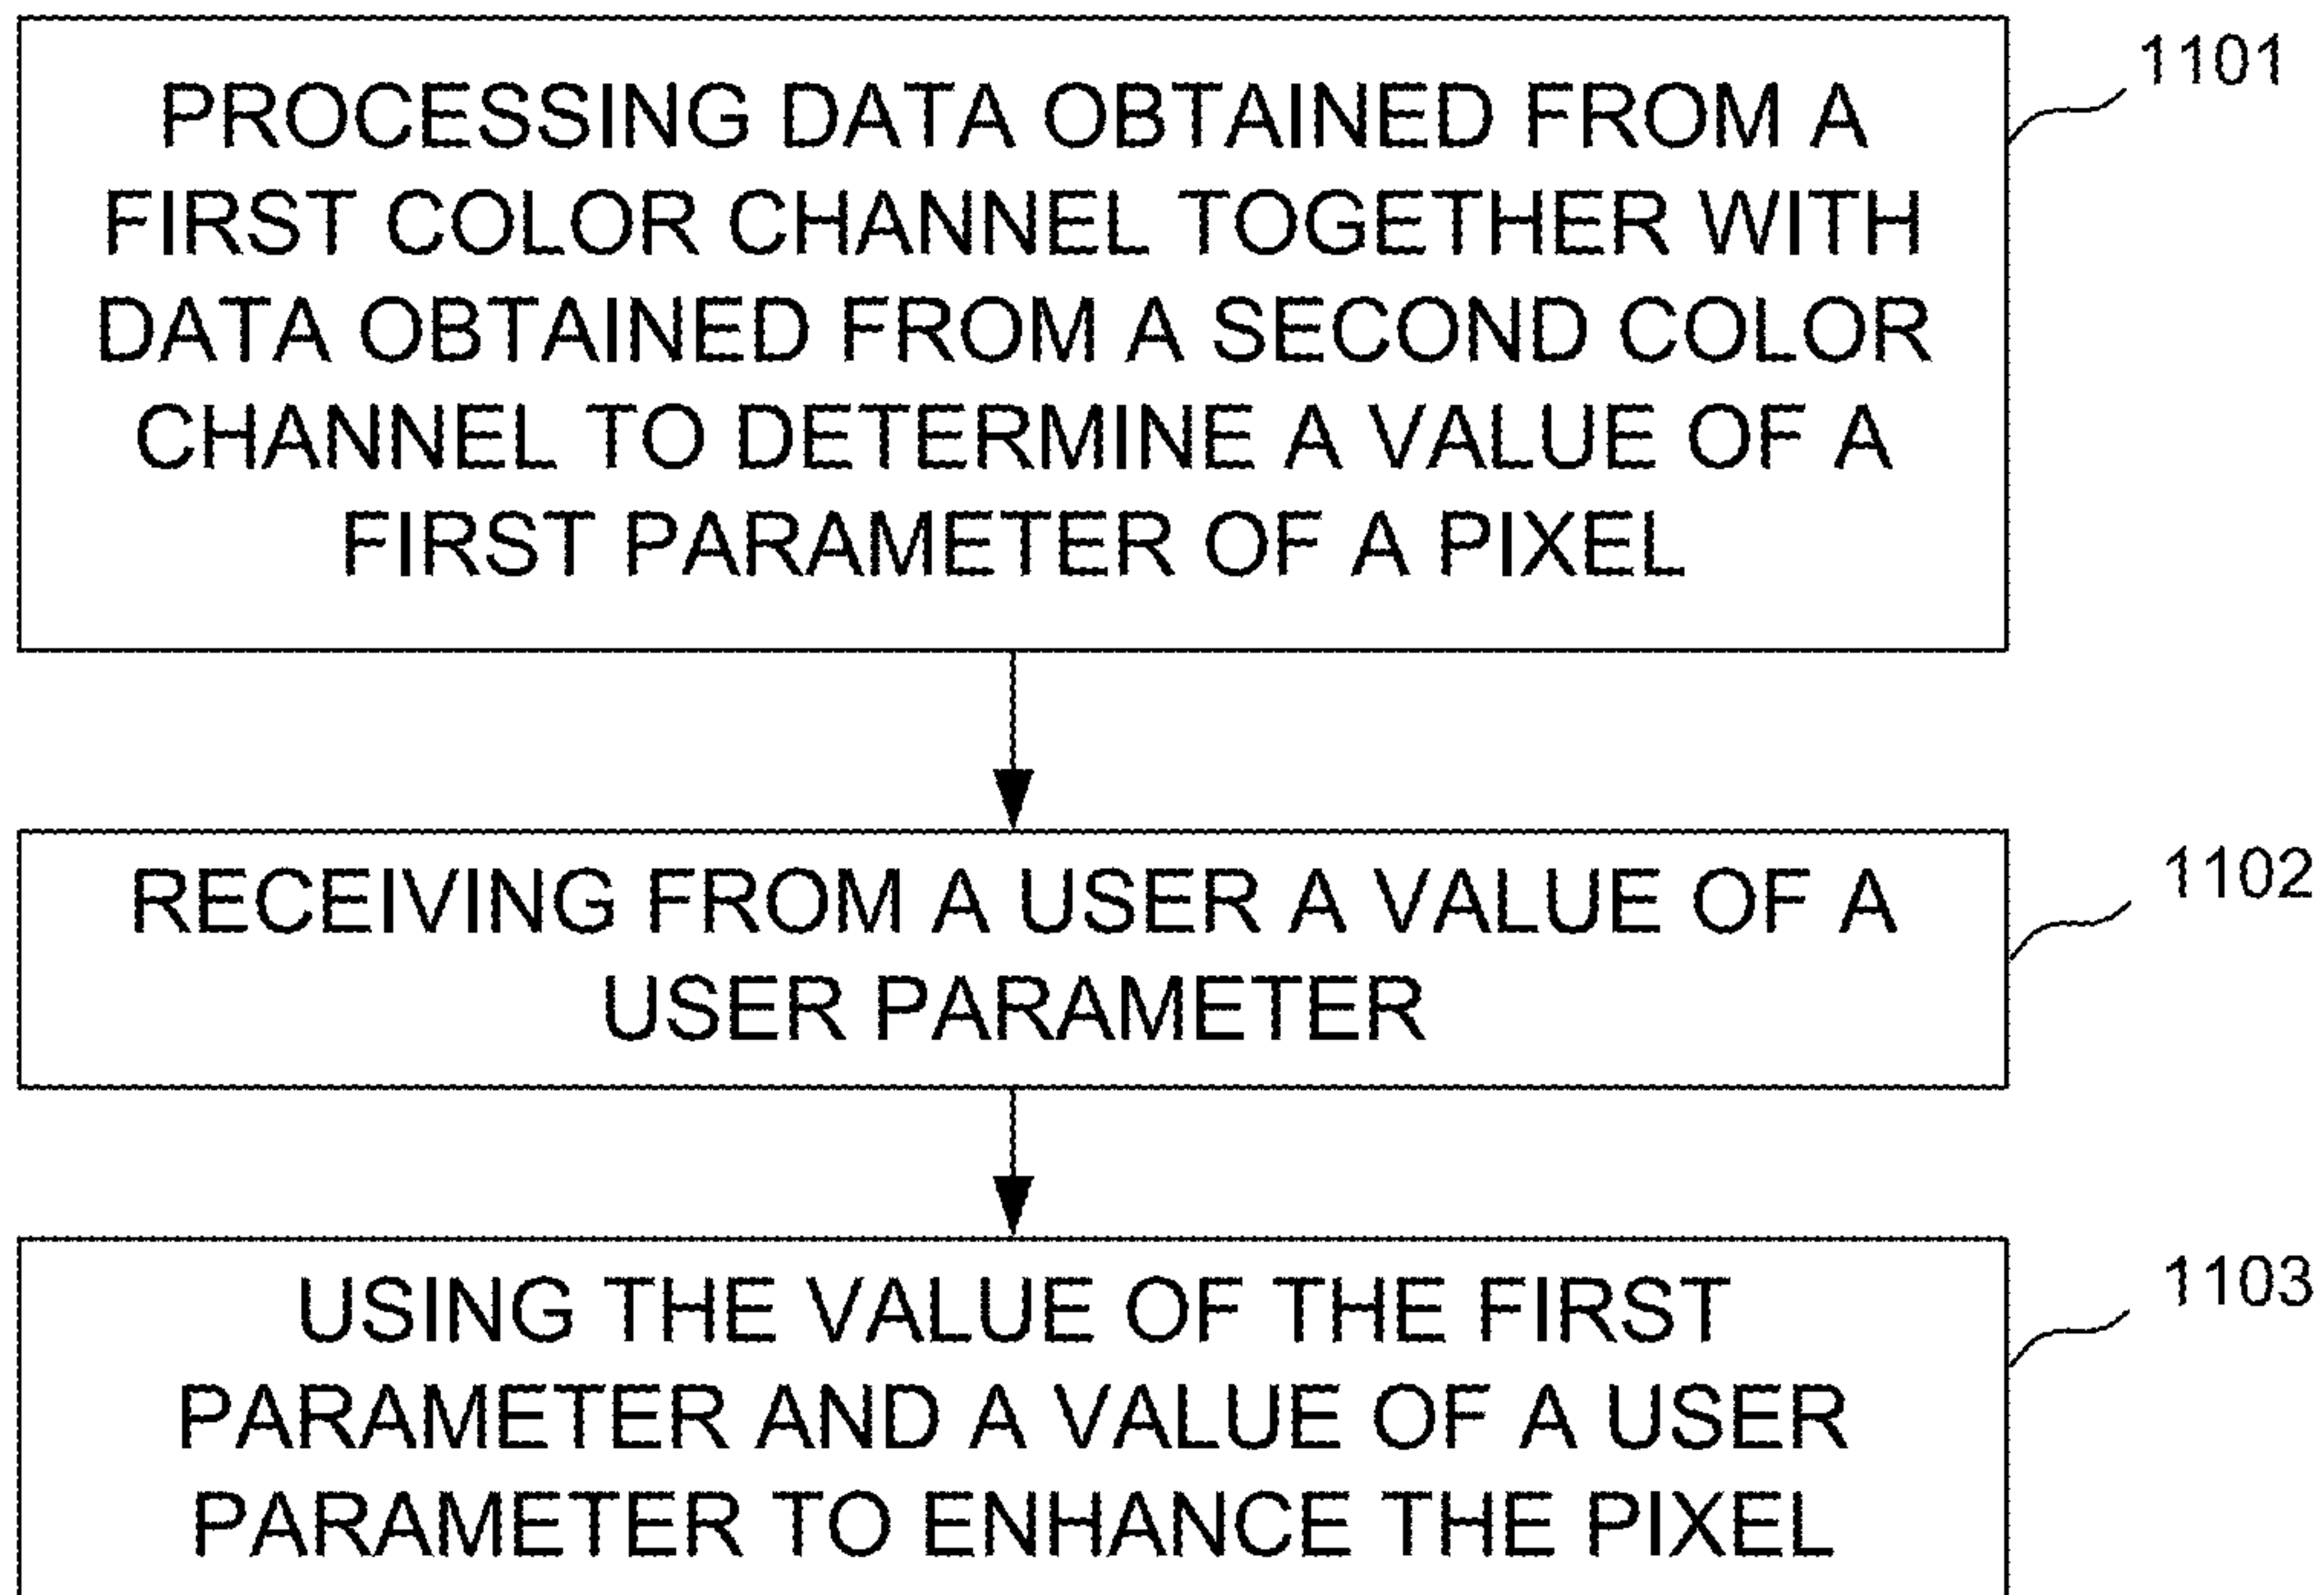 PROCESSING DATA OBTAINED FROM A
FIRST COLOR CHANNEL TOGETHER WITH
DATA OBTAINED FROM A SECOND COLOR
CHANNEL TO DETERMINE A VALUE OF A
FIRST PARAMETER OF A PIXEL
1101
RECEIVING FROM A USER A VALUE OF A
USER PARAMETER
1102
USING THE VALUE OF THE FIRST
PARAMETER AND A VALUE OF A USER
PARAMETER TO ENHANCE THE PIXEL
1103